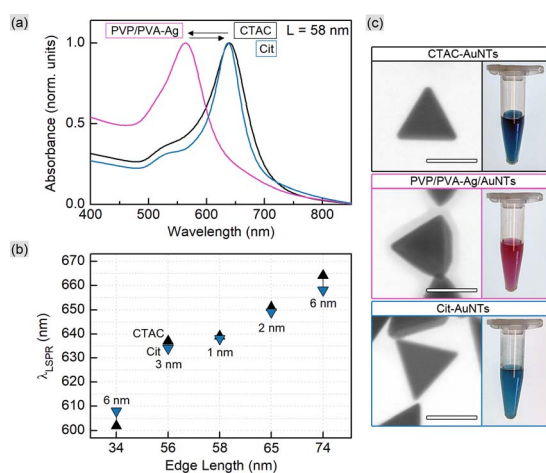 (a)
PVP/PVA-Ag
CTAC
Cit
L = 58 nm
Absorbance (norm. units)
1.0
0.5
0.0
400 500 600 700 800
Wavelength (nm)
(b)
λLSPR (nm)
670
660
650
640
630
620
610
600
6 nm
CTAC
Cit
3 nm
1 nm
2 nm
6 nm
34 56 58 65 74
Edge Length (nm)
(c)
CTAC-AuNTs
PVP/PVA-Ag/AuNTs
Cit-AuNTs